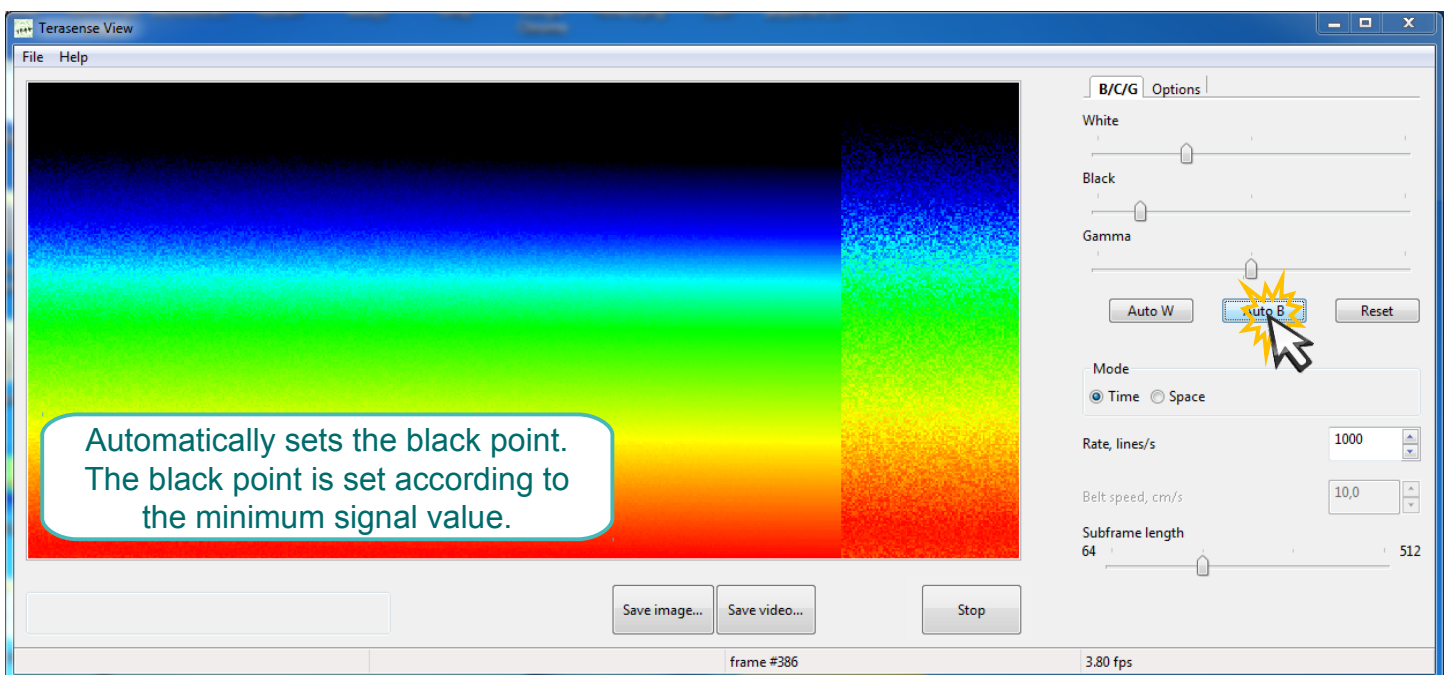 Terasense View
File Help
B/C/G Options
White
Black
Gamma
Auto W Auto B Reset
Mode
Time Space
Automatically sets the black point.
The black point is set according to
the minimum signal value.
Rate, lines/s 1000
Belt speed, cm/s 10,0
Subframe length
64 512
Save image... Save video... Stop
frame #386 3.80 fps